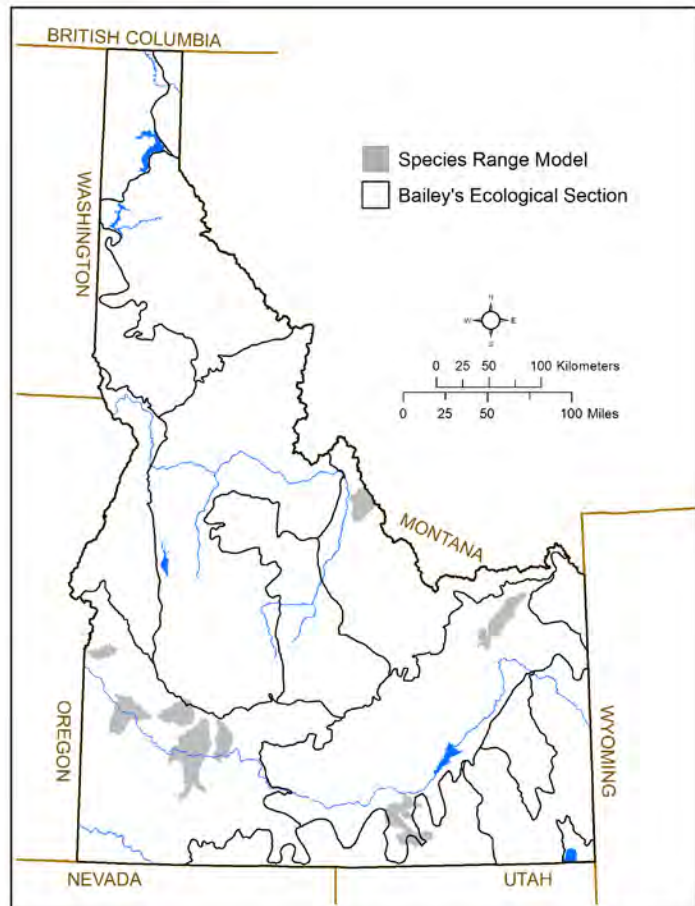 BRITISH COLUMBIA
WASHINGTON
Species Range Model
Bailey's Ecological Section
N
W E
S
0 25 50 100 Kilometers
0 25 50 100 Miles
MONTANA
OREGON
WYOMING
NEVADA
UTAH